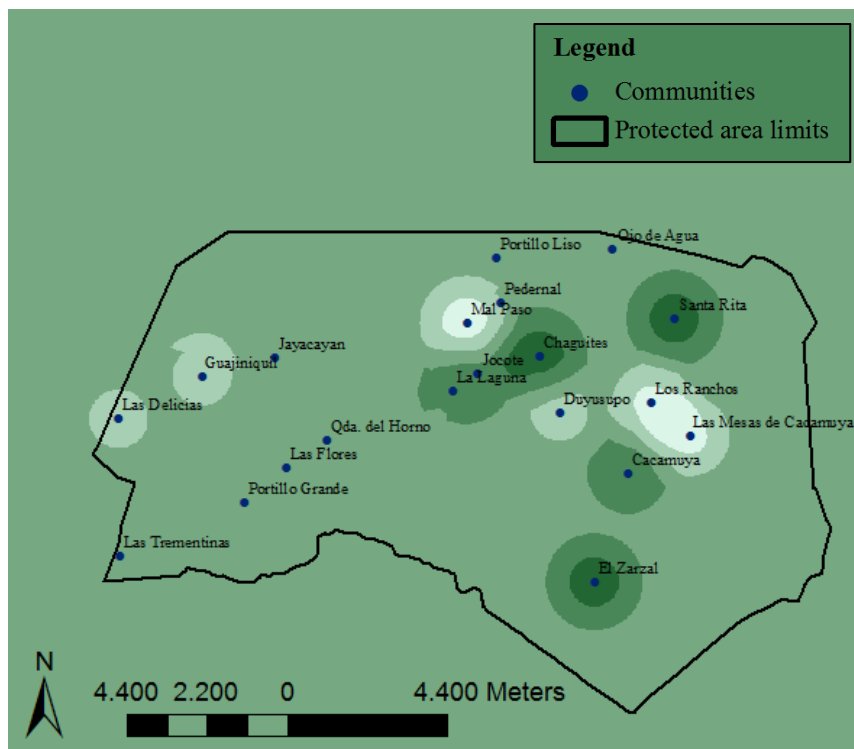 Legend
Communities
Protected area limits
Ojo de Agua
Portillo Liso
Pedernal
Santa Rita
Mal Paso
Jayacayan
Chaguites
Guajiniquil
Jocote
La Laguna
Los Ranchos
Duyusupo
Las Delicias
Las Mesas de Cacamuya
Qda. del Horno
Las Flores
Cacamuya
Portillo Grande
Las Trementinas
El Zarzal
N
4.400 2.200 0 4.400 Meters